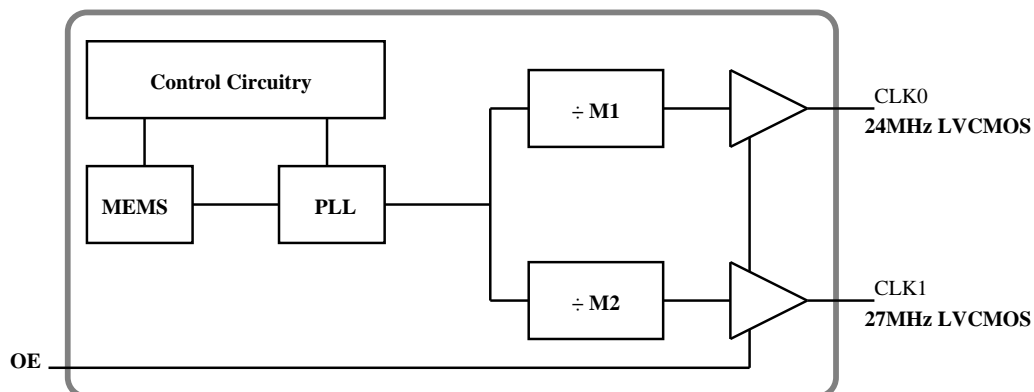 Control Circuitry
MEMS
PLL
÷ M1
÷ M2
CLK0
24MHz LVCMOS
CLK1
27MHz LVCMOS
OE